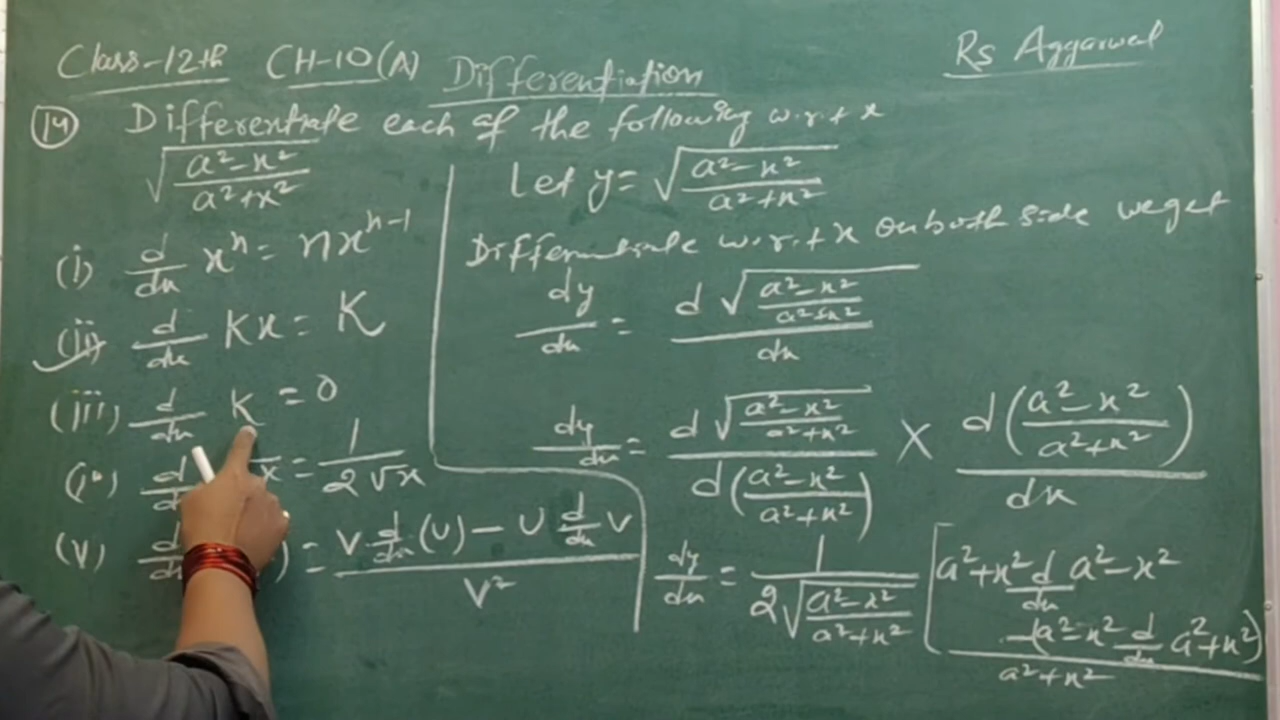 Class-12th CH-10(A) Differentiation Rs Aggarwal
(14) Differentiate each of the following w.r.t x
√((a²-x²)/(a²+x²))
(i) d/dx xⁿ = nxⁿ⁻¹
(ii) d/dx Kx = K
(iii) d/dx K = 0
x = 1/(2√x)
(v) ) = (V d/dx (U) - U d/dx V)/V²
Let y = √((a²-x²)/(a²+x²))
Differentiate w.r.t x on both side we get
dy/dx = d√((a²-x²)/(a²+x²))/dx
dy/dx = d√((a²-x²)/(a²+x²))/d((a²-x²)/(a²+x²)) × d((a²-x²)/(a²+x²))/dx
dy/dx = 1/(2√((a²-x²)/(a²+x²))) [a²+x² d/dx a²-x²
-(a²-x² d/dx a²+x²)
a²+x²